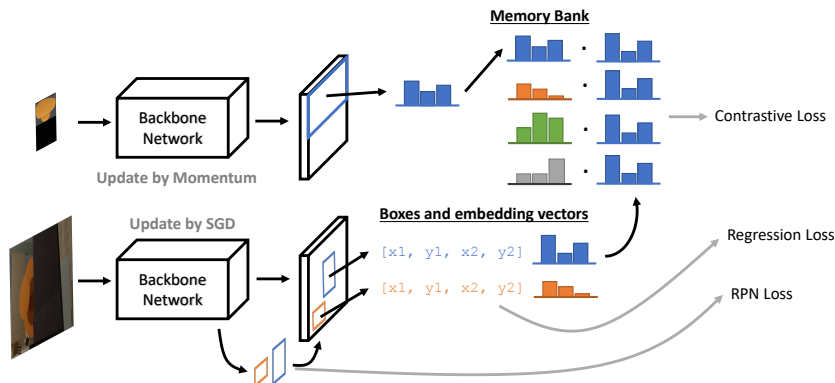 Memory Bank
Backbone
Network
Contrastive Loss
Update by Momentum
Update by SGD
Boxes and embedding vectors
Regression Loss
[x1, y1, x2, y2]
Backbone
Network
[x1, y1, x2, y2]
RPN Loss